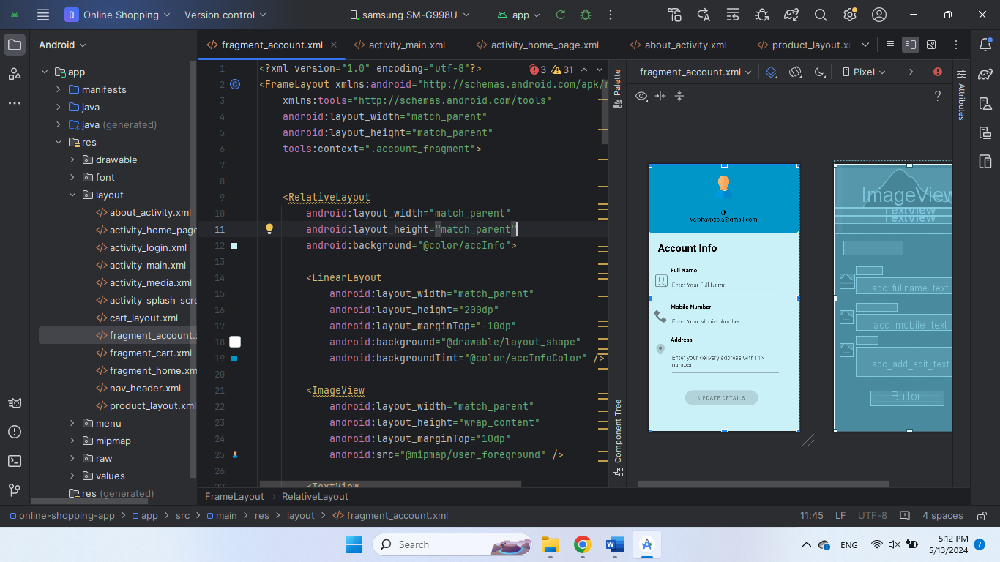 O Online Shopping Version control samsung SM-G998U app
Android
fragment_account.xml activity_main.xml activity_home_page.xml about_activity.xml product_layout.x
app
manifests
java
java (generated)
res
drawable
font
layout
about_activity.xml
activity_home_page
activity_login.xml
activity_main.xml
activity_media.xml
activity_splash_scre
cart_layout.xml
fragment_account.
fragment_cart.xml
fragment_home.xm
nav_header.xml
product_layout.xml
menu
mipmap
raw
values
res (generated)
3 31
1 <?xml version="1.0" encoding="utf-8"?>
2 <FrameLayout xmlns:android="http://schemas.android.com/apk/r
3 xmlns:tools="http://schemas.android.com/tools"
4 android:layout_width="match_parent"
5 android:layout_height="match_parent"
6 tools:context=".account_fragment">
7
8
9 <RelativeLayout
10 android:layout_width="match_parent"
11 android:layout_height="match_parent"
12 android:background="@color/accInfo">
13
14 <LinearLayout
15 android:layout_width="match_parent"
16 android:layout_height="200dp"
17 android:layout_marginTop="-10dp"
18 android:background="@drawable/layout_shape"
19 android:backgroundTint="@color/accInfoColor" />
20
21 <ImageView
22 android:layout_width="match_parent"
23 android:layout_height="wrap_content"
24 android:layout_marginTop="10dp"
25 android:src="@mipmap/user_foreground" />
26
27 <TextView
Palette
Component Tree
fragment_account.xml Pixel
?
Attributes
@
vaibhavpas.a@gmail.com
Account Info
Full Name
Enter Your Full Name
Mobile Number
Enter Your Mobile Number
Address
Enter your delivery address with PIN
number
UPDATE DETAILS
ImageView
TextView
TextView
acc_fullname_text
acc_mobile_text
acc_add_edit_text
Button
FrameLayout RelativeLayout
online-shopping-app app src main res layout fragment_account.xml 11:45 LF UTF-8 4 spaces
Search
ENG
5:12 PM
5/13/2024
7